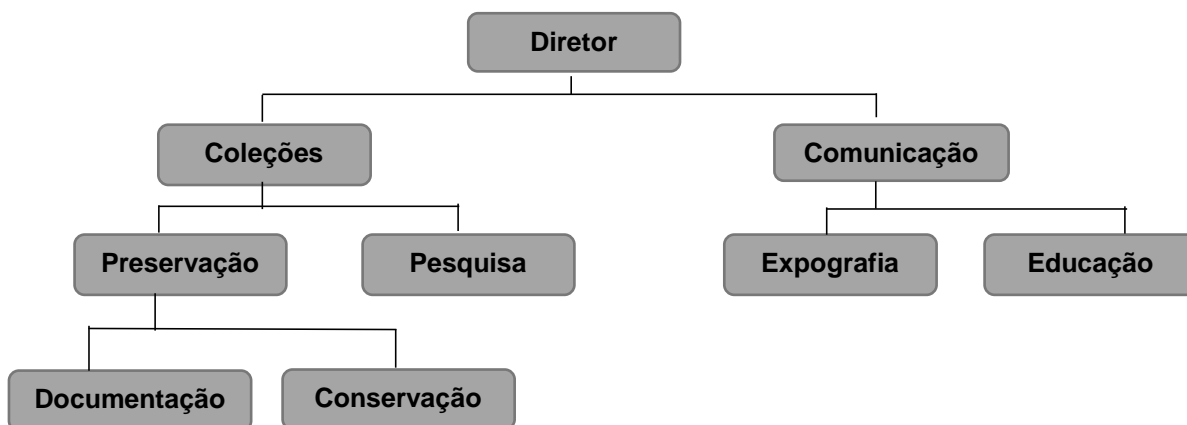 Diretor
Coleções
Comunicação
Preservação
Pesquisa
Expografia
Educação
Documentação
Conservação